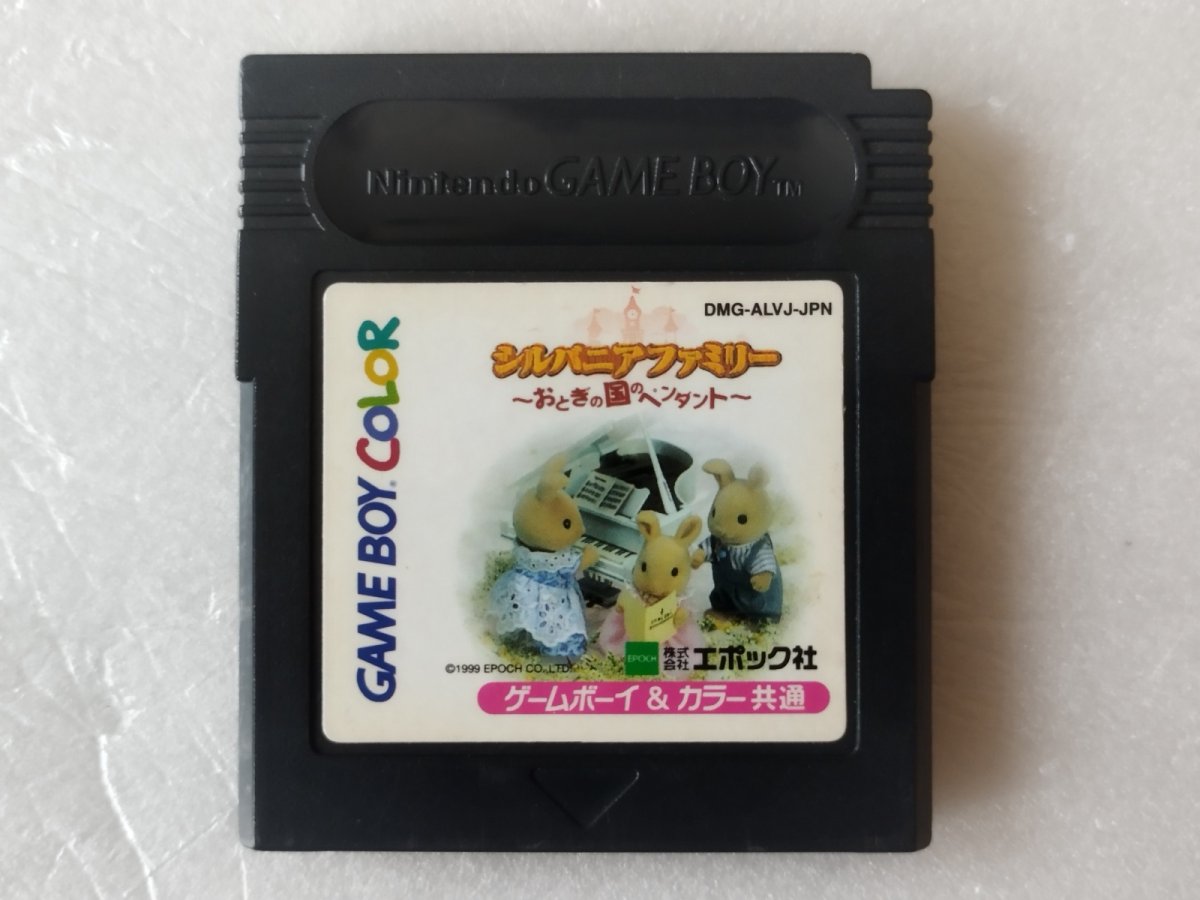 Nintendo GAME BOY TM
DMG-ALVJ-JPN
シルバニアファミリー
～おとぎの国のペンダント～
GAME BOY® COLOR
©1999 EPOCH CO., LTD.
EPOCH
株式会社 エポック社
ゲームボーイ & カラー共通